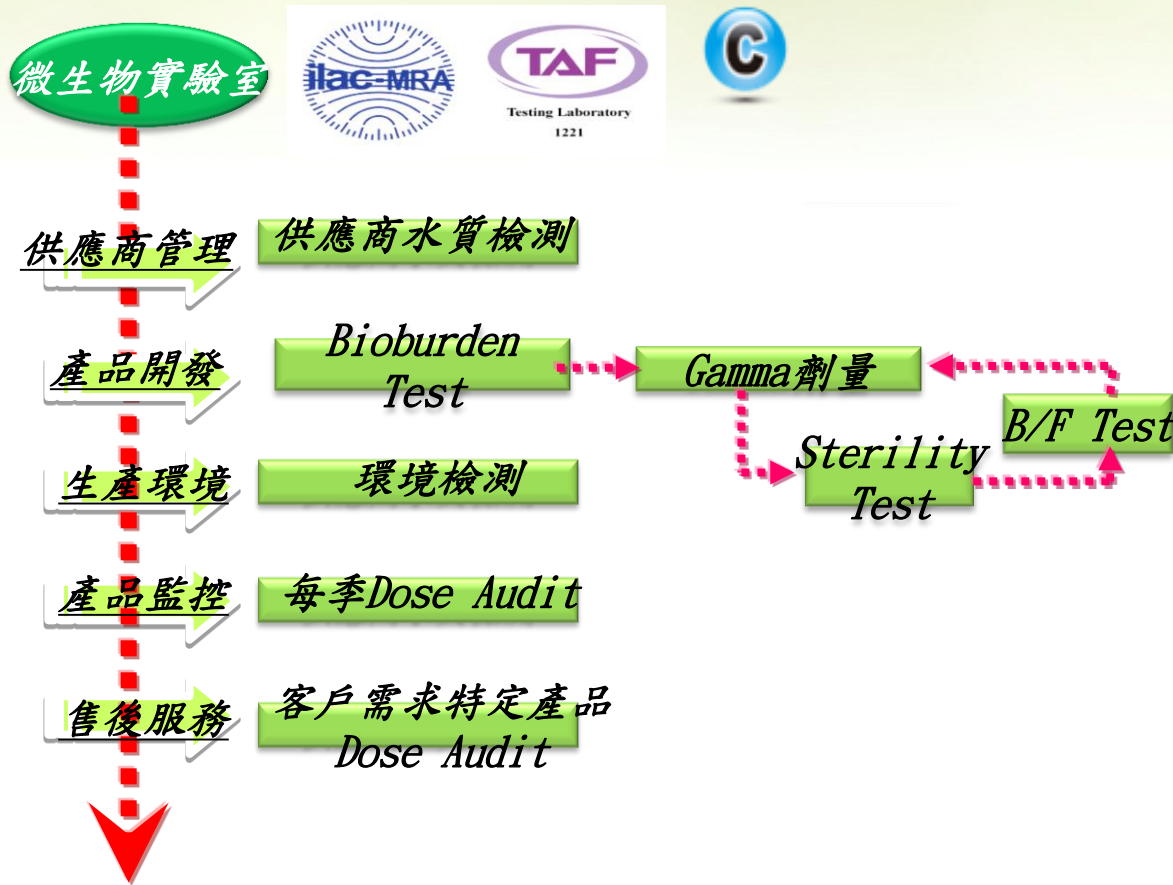 微生物實驗室
ilac-MRA
TAF
Testing Laboratory
1221
C
供應商管理
供應商水質檢測
產品開發
Bioburden
Test
Gamma劑量
Sterility
Test
B/F Test
生產環境
環境檢測
產品監控
每季Dose Audit
售後服務
客戶需求特定產品
Dose Audit